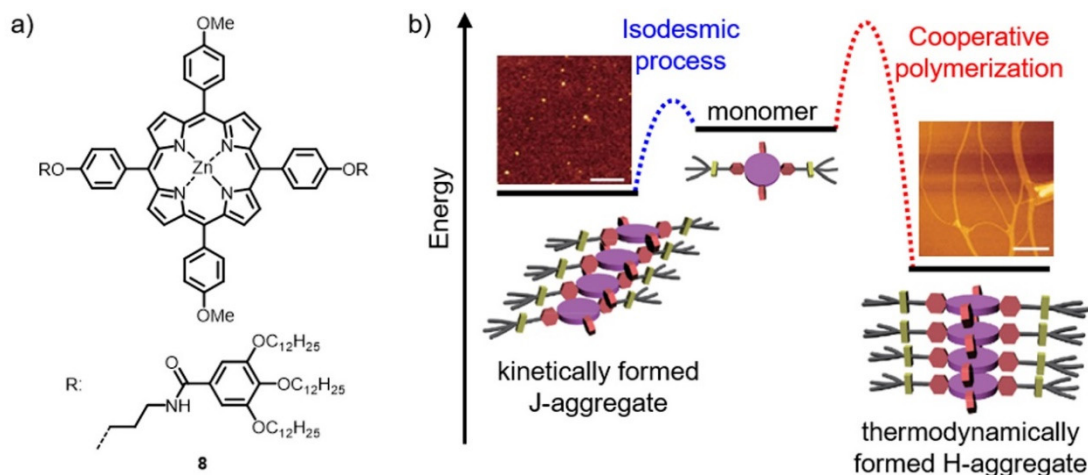 a)
OMe
N
N
Zn
N
N
RO
OR
OMe
R:
O
NH
OC12H25
OC12H25
OC12H25
8
b)
Energy
Isodesmic
process
monomer
Cooperative
polymerization
kinetically formed
J-aggregate
thermodynamically
formed H-aggregate